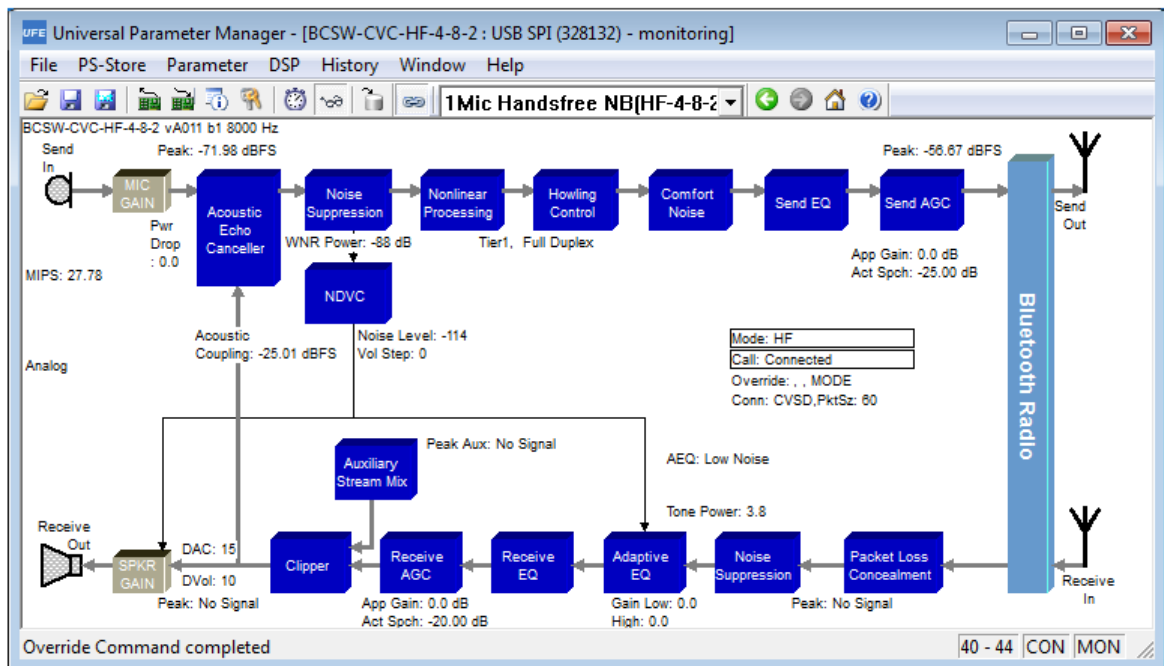 UFE Universal Parameter Manager - [BCSW-CVC-HF-4-8-2 : USB SPI (328132) - monitoring]
File PS-Store Parameter DSP History Window Help
1Mic Handsfree NB(HF-4-8-2
BCSW-CVC-HF-4-8-2 vA011 b1 8000 Hz
Send
In
Peak: -71.98 dBFS
Peak: -56.67 dBFS
MIC
GAIN
Acoustic
Echo
Canceller
Noise
Suppression
Nonlinear
Processing
Howling
Control
Comfort
Noise
Send EQ
Send AGC
Send
Out
Pwr
Drop
: 0.0
WNR Power: -88 dB
Tier1, Full Duplex
App Gain: 0.0 dB
Act Spch: -25.00 dB
MIPS: 27.78
NDVC
Bluetooth Radio
Acoustic
Coupling: -25.01 dBFS
Noise Level: -114
Vol Step: 0
Mode: HF
Call: Connected
Override: , , MODE
Conn: CVSD,PktSz: 60
Analog
Peak Aux: No Signal
Auxiliary
Stream Mix
AEQ: Low Noise
Tone Power: 3.8
Receive
Out
DAC: 15
SPKR
GAIN
DVol: 10
Clipper
Receive
AGC
Receive
EQ
Adaptive
EQ
Noise
Suppression
Packet Loss
Concealment
Receive
In
Peak: No Signal
App Gain: 0.0 dB
Act Spch: -20.00 dB
Gain Low: 0.0
High: 0.0
Peak: No Signal
Override Command completed
40 - 44 CON MON